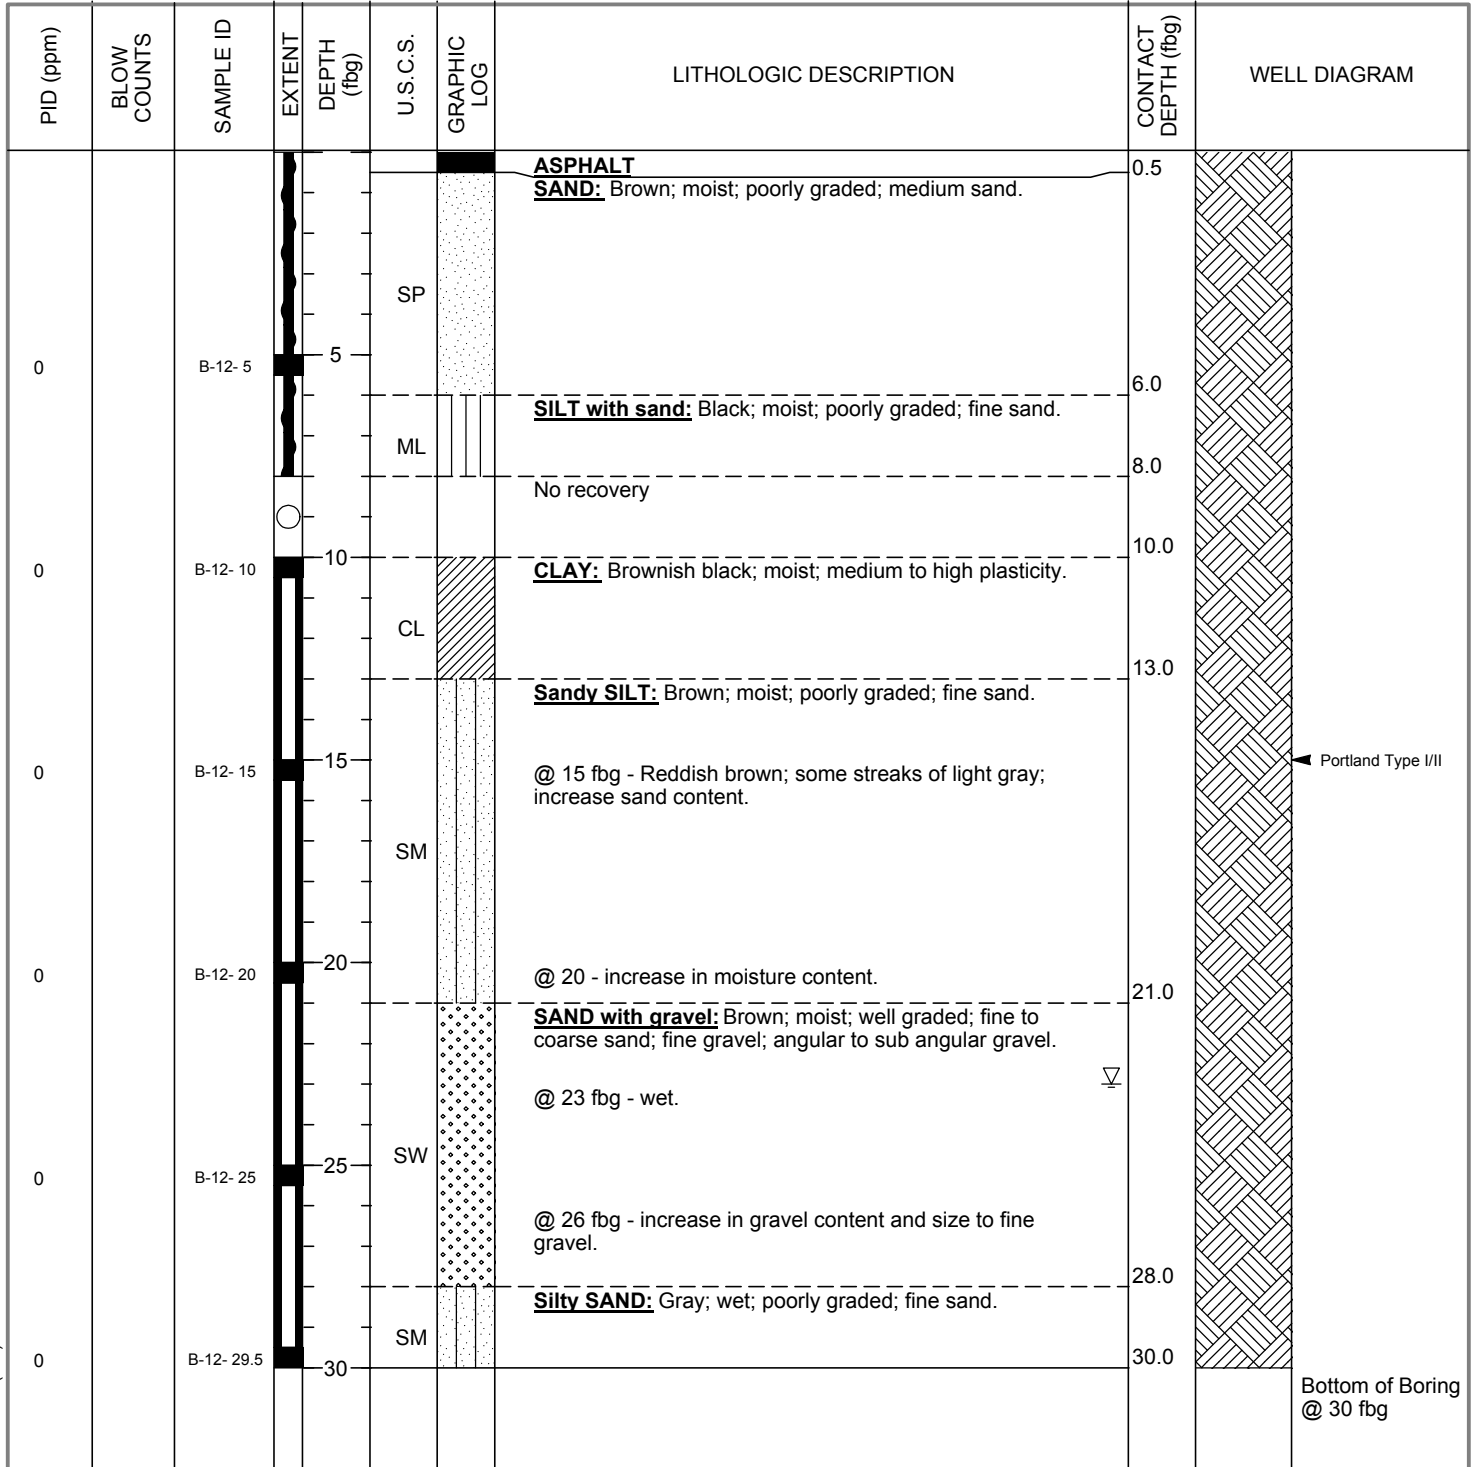 PID (ppm)
BLOW
COUNTS
SAMPLE ID
EXTENT
DEPTH
(fbg)
U.S.C.S.
GRAPHIC
LOG
LITHOLOGIC DESCRIPTION
CONTACT
DEPTH (fbg)
WELL DIAGRAM
ASPHALT
0.5
SAND: Brown; moist; poorly graded; medium sand.
SP
5
0
B-12- 5
6.0
SILT with sand: Black; moist; poorly graded; fine sand.
ML
8.0
No recovery
10.0
10
0
B-12- 10
CLAY: Brownish black; moist; medium to high plasticity.
CL
13.0
Sandy SILT: Brown; moist; poorly graded; fine sand.
15
Portland Type I/II
0
B-12- 15
@ 15 fbg - Reddish brown; some streaks of light gray;
increase sand content.
SM
20
0
B-12- 20
@ 20 - increase in moisture content.
21.0
SAND with gravel: Brown; moist; well graded; fine to
coarse sand; fine gravel; angular to sub angular gravel.
@ 23 fbg - wet.
SW
25
0
B-12- 25
@ 26 fbg - increase in gravel content and size to fine
gravel.
28.0
Silty SAND: Gray; wet; poorly graded; fine sand.
SM
0
B-12- 29.5
30
30.0
Bottom of Boring
@ 30 fbg